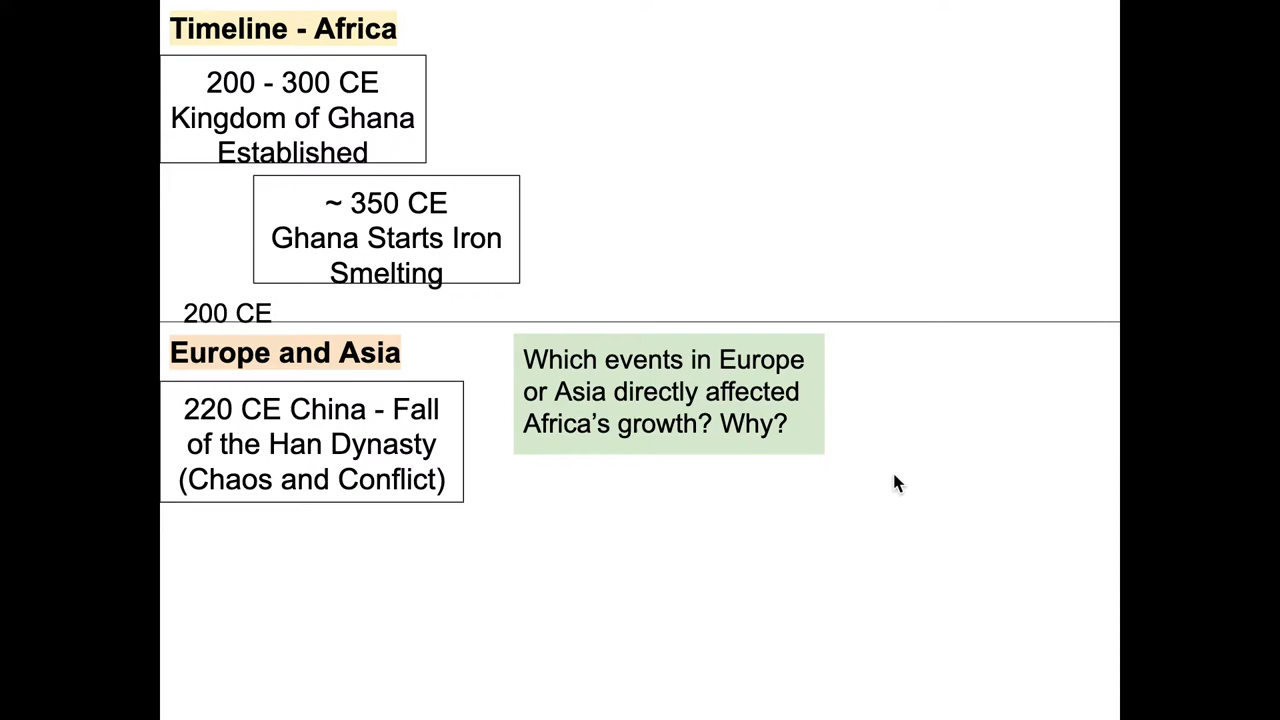 Timeline - Africa
200 - 300 CE
Kingdom of Ghana
Established
~ 350 CE
Ghana Starts Iron
Smelting
200 CE
Europe and Asia
220 CE China - Fall
of the Han Dynasty
(Chaos and Conflict)
Which events in Europe
or Asia directly affected
Africa’s growth? Why?